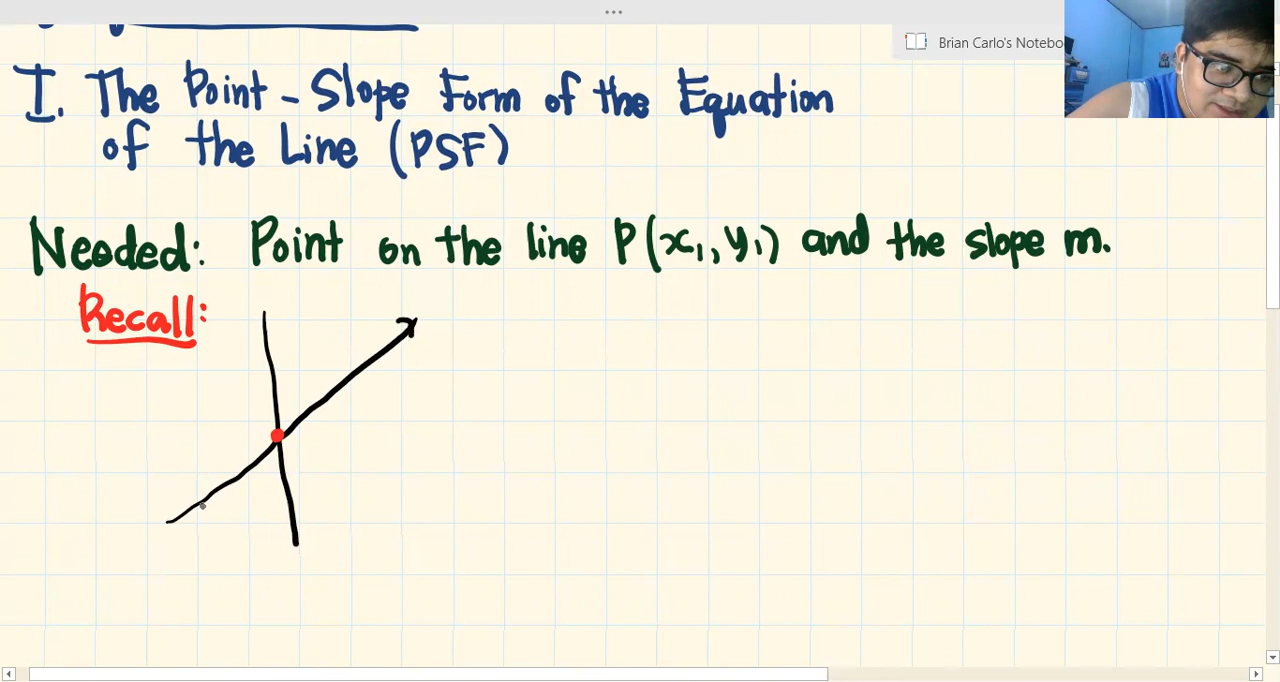 Brian Carlo's Notebo
I. The Point - Slope Form of the Equation
of the Line (PSF)
Needed: Point on the line P(x₁, y₁) and the slope m.
Recall: